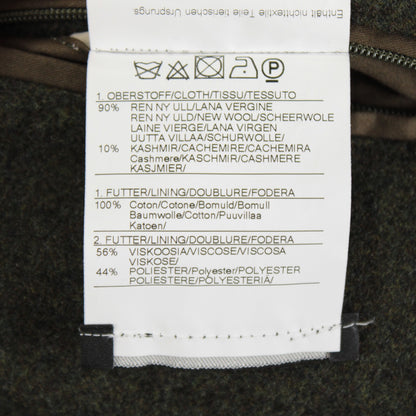 Enthält nichttextile Teile tierischen Ursprungs
P
1. OBERSTOFF/CLOTH/TISSU/TESSUTO
90% REN NY ULL/LANA VERGINE
REN NY ULD/NEW WOOL/SCHEERWOLE
LAINE VIERGE/LANA VIRGEN
UUTTA VILLAA/SCHURWOLLE/
10% KASHMIR/CACHEMIRE/CACHEMIRA
Cashmere/KASCHMIR/CASHMERE
KASJMIER/
1. FUTTER/LINING/DOUBLURE/FODERA
100% Coton/Cotone/Bomuld/Bomull
Baumwolle/Cotton/Puuvillaa
Katoen/
2. FUTTER/LINING/DOUBLURE/FODERA
56% VISKOOSIA/VISCOSE/VISCOSA
VISKOSE/
44% POLIESTER/Polyester/POLYESTER
POLIESTERE/POLYESTERIÄ/